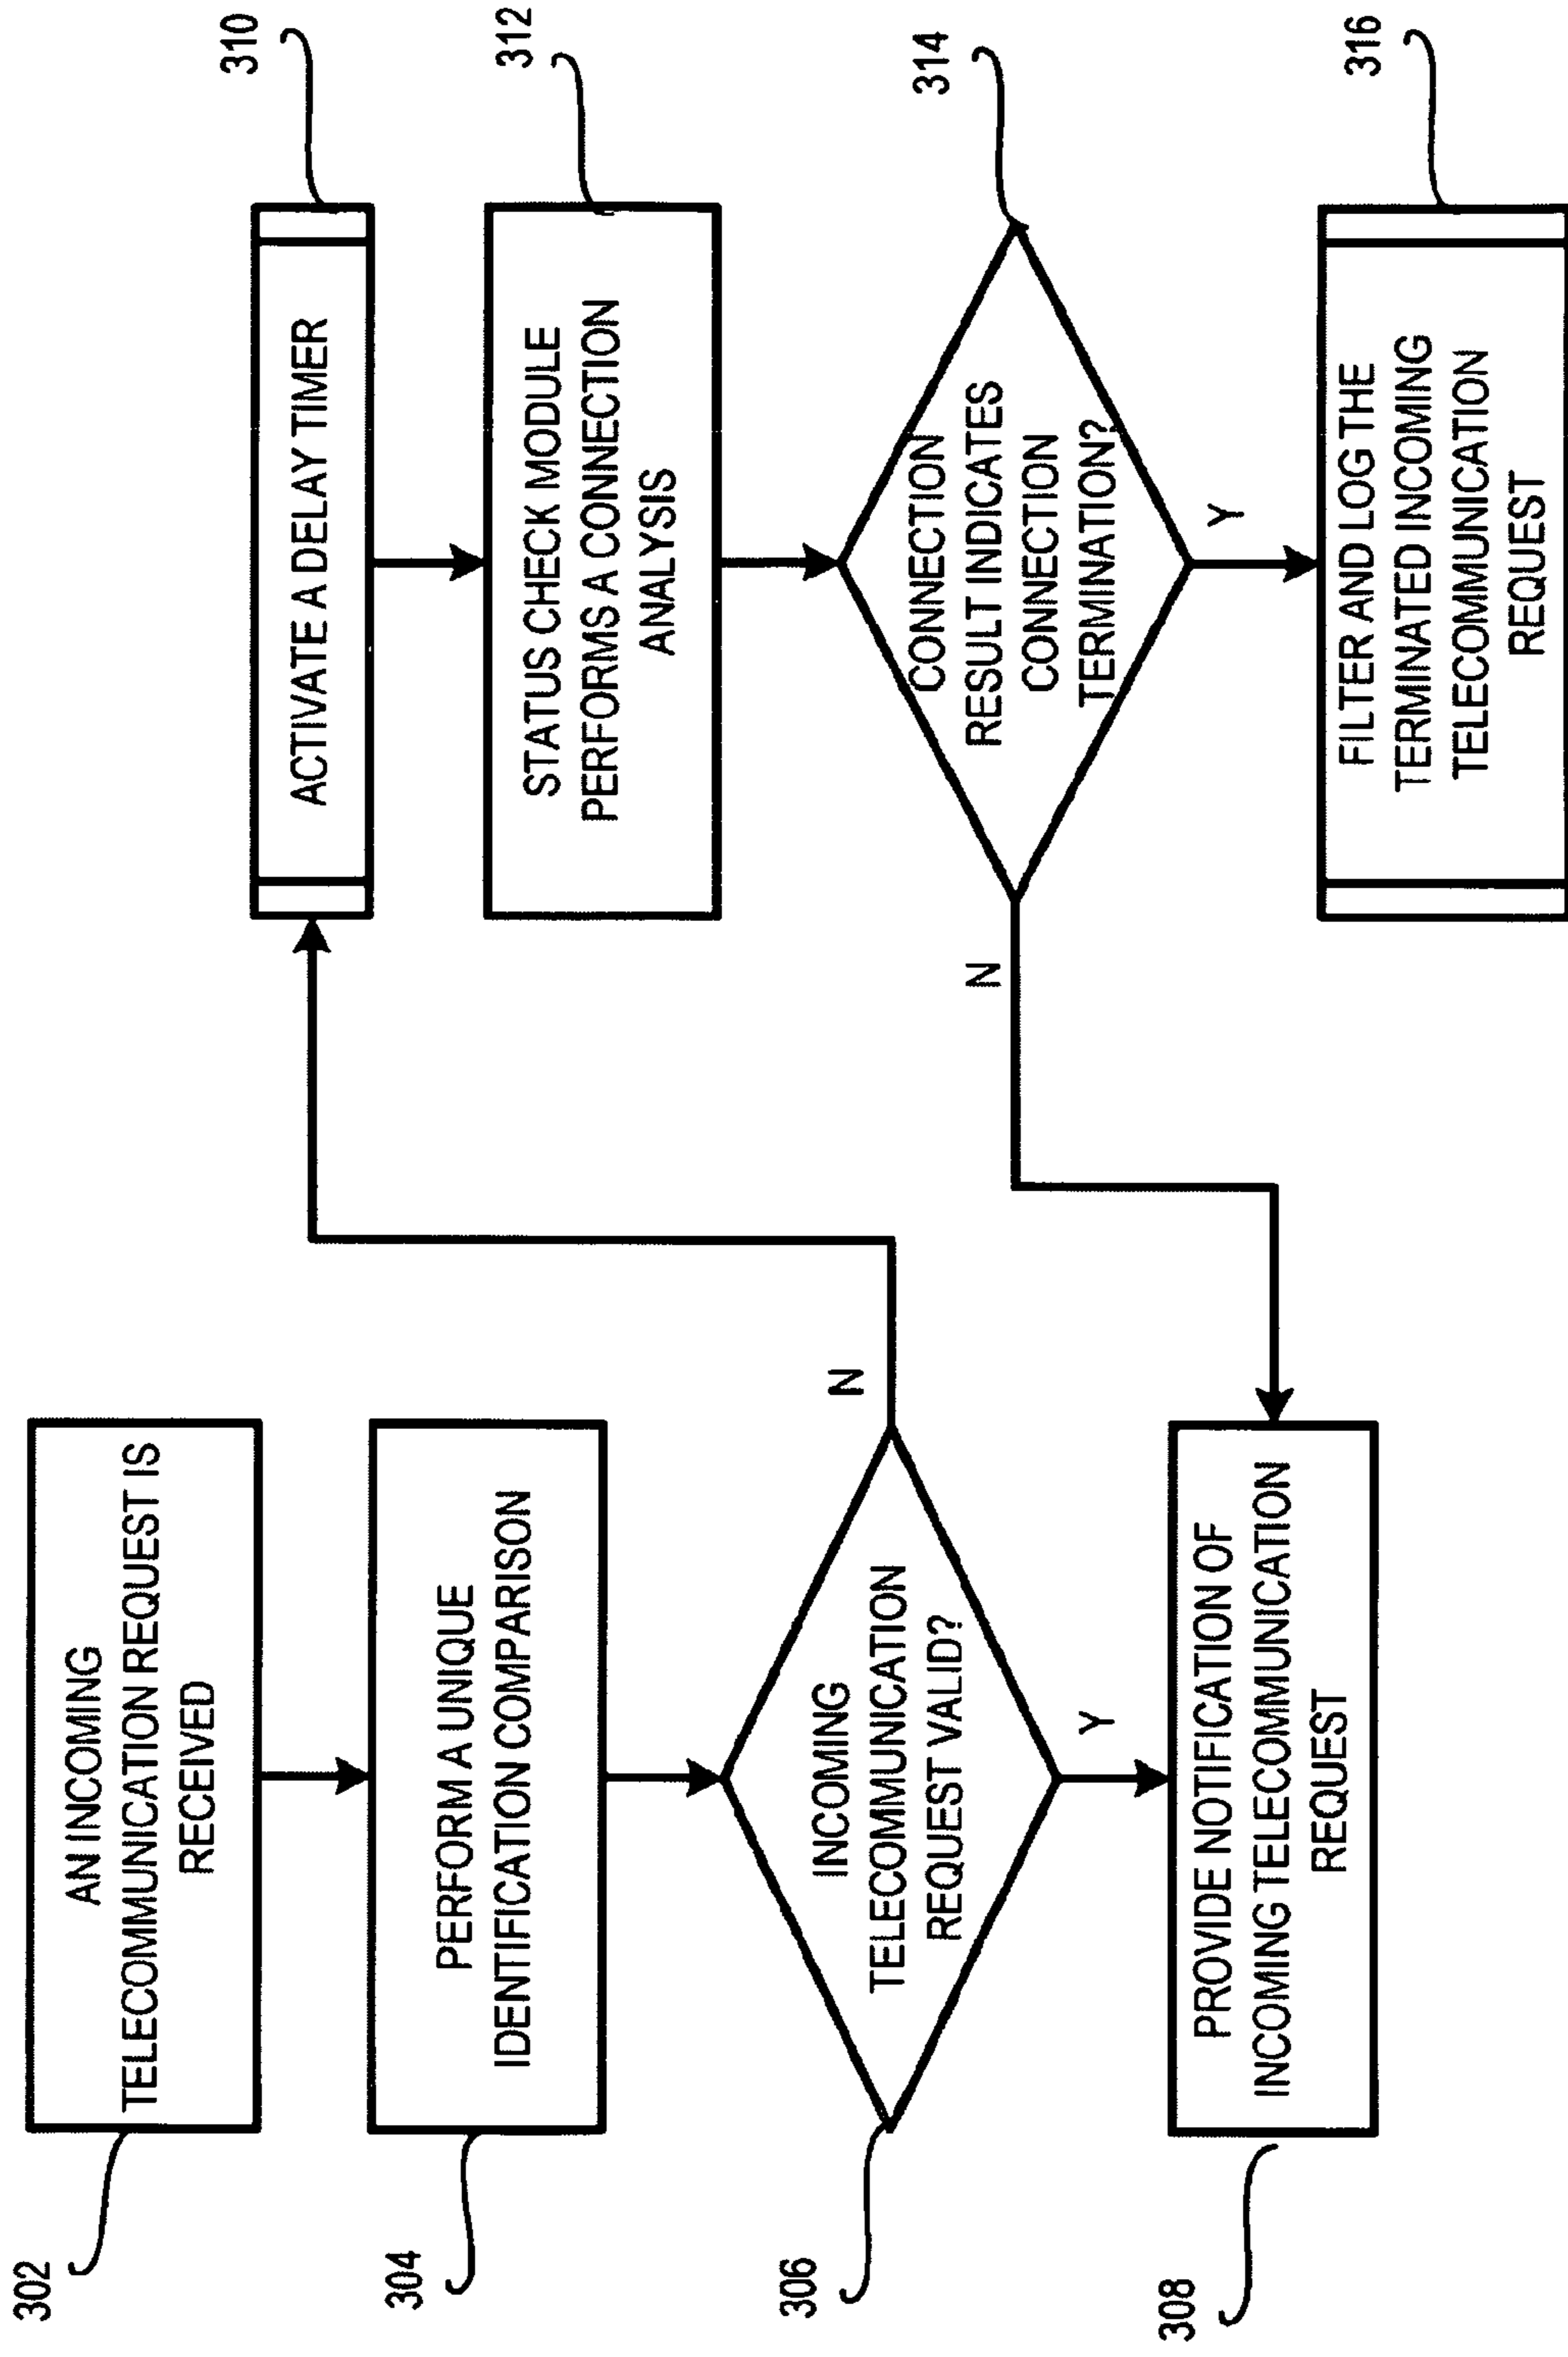 302
AN INCOMING
TELECOMMUNICATION REQUEST IS
RECEIVED
304
PERFORM A UNIQUE
IDENTIFICATION COMPARISON
306
INCOMING
TELECOMMUNICATION
REQUEST VALID?
N
Y
308
PROVIDE NOTIFICATION OF
INCOMING TELECOMMUNICATION
REQUEST
310
ACTIVATE A DELAY TIMER
312
STATUS CHECK MODULE
PERFORMS A CONNECTION
ANALYSIS
314
CONNECTION
RESULT INDICATES
CONNECTION
TERMINATION?
N
Y
316
FILTER AND LOG THE
TERMINATED INCOMING
TELECOMMUNICATION
REQUEST